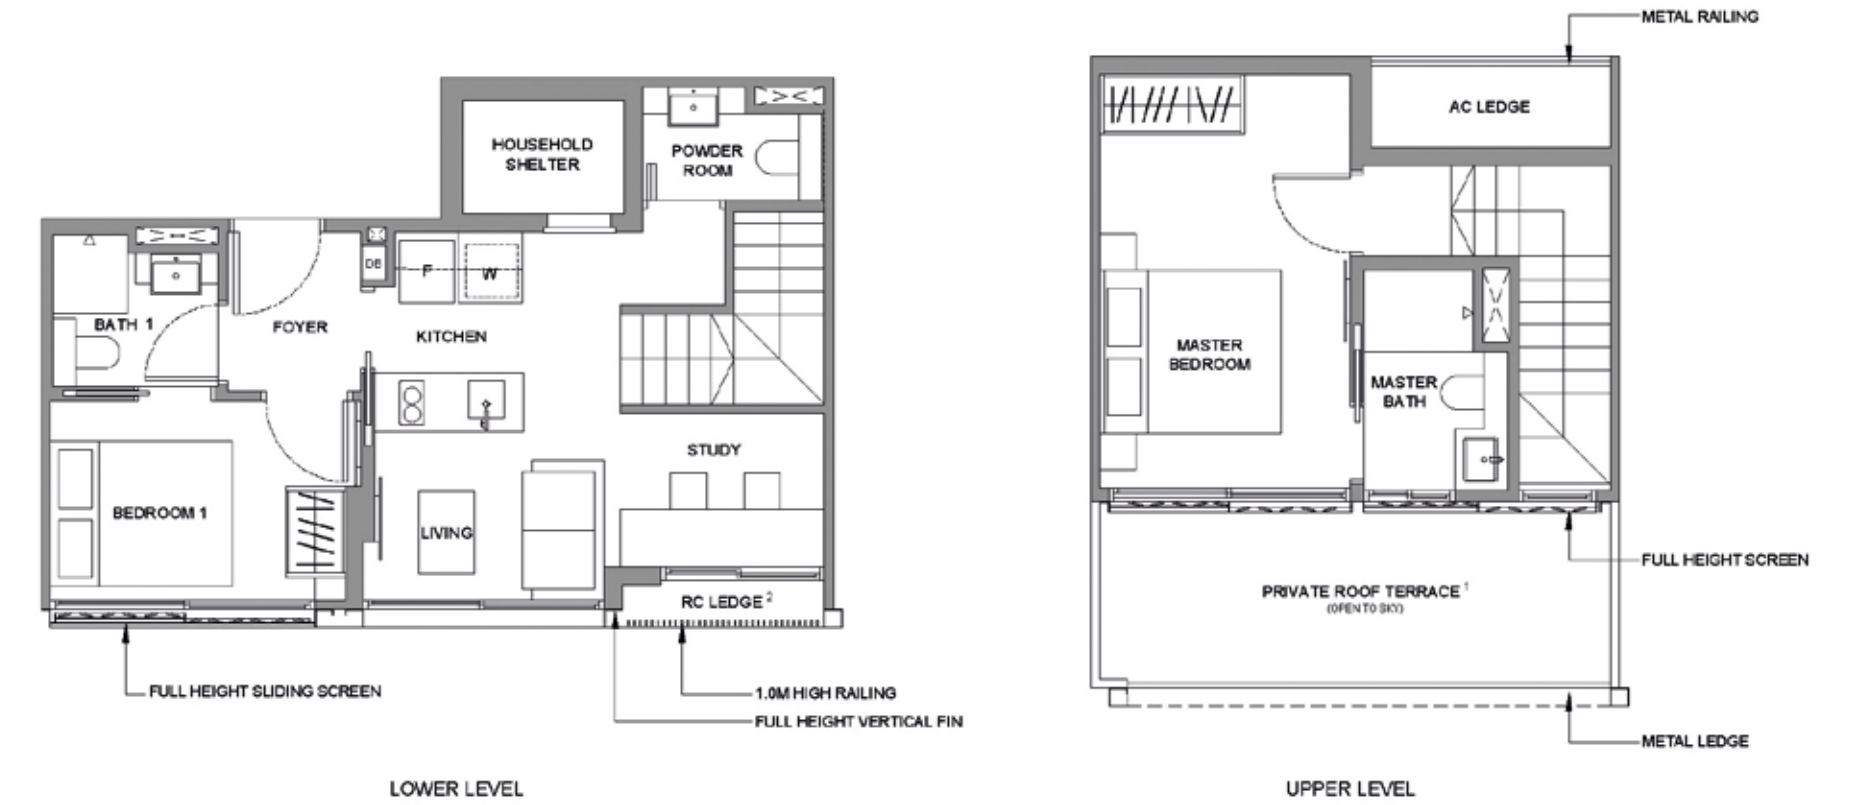 METAL RAILING
AC LEDGE
HOUSEHOLD
SHELTER
POWDER
ROOM
DB
F
W
BATH 1
FOYER
KITCHEN
MASTER
BEDROOM
MASTER
BATH
STUDY
BEDROOM 1
LIVING
FULL HEIGHT SCREEN
RC LEDGE 2
PRIVATE ROOF TERRACE 1
(OPEN TO SKY)
FULL HEIGHT SLIDING SCREEN
1.0M HIGH RAILING
FULL HEIGHT VERTICAL FIN
METAL LEDGE
LOWER LEVEL
UPPER LEVEL